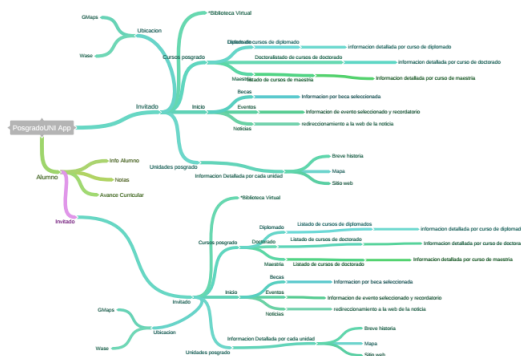 GMaps
Ubicacion
Waze
*Biblioteca Virtual
Cursos posgrado
Diplomado
listado de cursos de diplomado
informacion detallada por curso de diplomado
Doctorado
listado de cursos de doctorado
informacion detallada por curso de doctorado
Maestria
listado de cursos de maestria
informacion detallada por curso de maestria
Invitado
Inicio
Becas
Informacion por beca seleccionada
Eventos
informacion de evento seleccionado y recordatorio
Noticias
redireccionamiento a la web de la noticia
PosgradoUNI App
Unidades posgrado
Informacion Detallada por cada unidad
Breve historia
Mapa
Sitio web
Alumno
Info Alumno
Notas
Avance Curricular
Invitado
*Biblioteca Virtual
Cursos posgrado
Diplomado
Listado de cursos de diplomados
informacion detallada por curso de diplomado
Doctorado
Listado de cursos de doctorado
informacion detallada por curso de doctorado
Maestria
Listado de cursos de doctorado
Informacion detallada por curso de maestria
Invitado
Inicio
Becas
Informacion por beca seleccionada
Eventos
Informacion de evento seleccionado y recordatorio
Noticias
redireccionamiento a la web de la noticia
GMaps
Ubicacion
Waze
Unidades posgrado
Informacion Detallada por cada unidad
Breve historia
Mapa
Sitio web